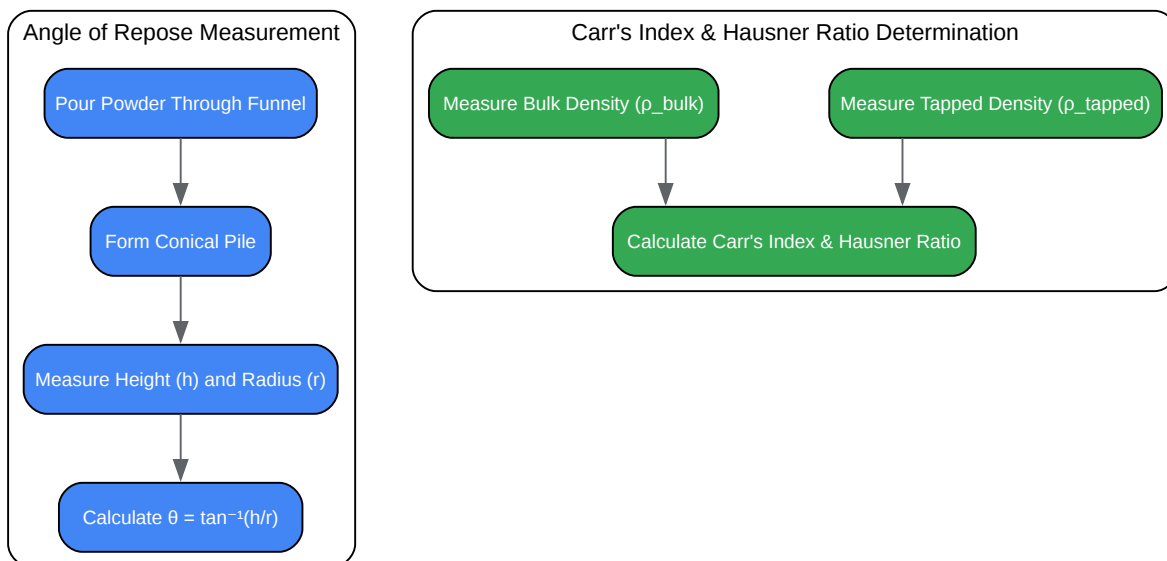 Angle of Repose Measurement
Pour Powder Through Funnel
Form Conical Pile
Measure Height (h) and Radius (r)
Calculate θ = tan⁻¹(h/r)
Carr's Index & Hausner Ratio Determination
Measure Bulk Density (ρ_bulk)
Measure Tapped Density (ρ_tapped)
Calculate Carr's Index & Hausner Ratio